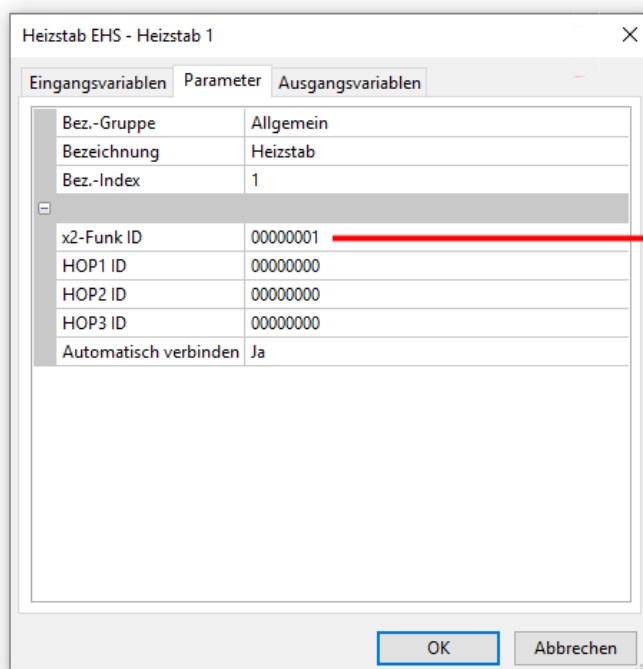 Heizstab EHS - Heizstab 1
Eingangsvariablen Parameter Ausgangsvariablen
Bez.-Gruppe Allgemein
Bezeichnung Heizstab
Bez.-Index 1
x2-Funk ID 00000001
HOP1 ID 00000000
HOP2 ID 00000000
HOP3 ID 00000000
Automatisch verbinden Ja
OK Abbrechen